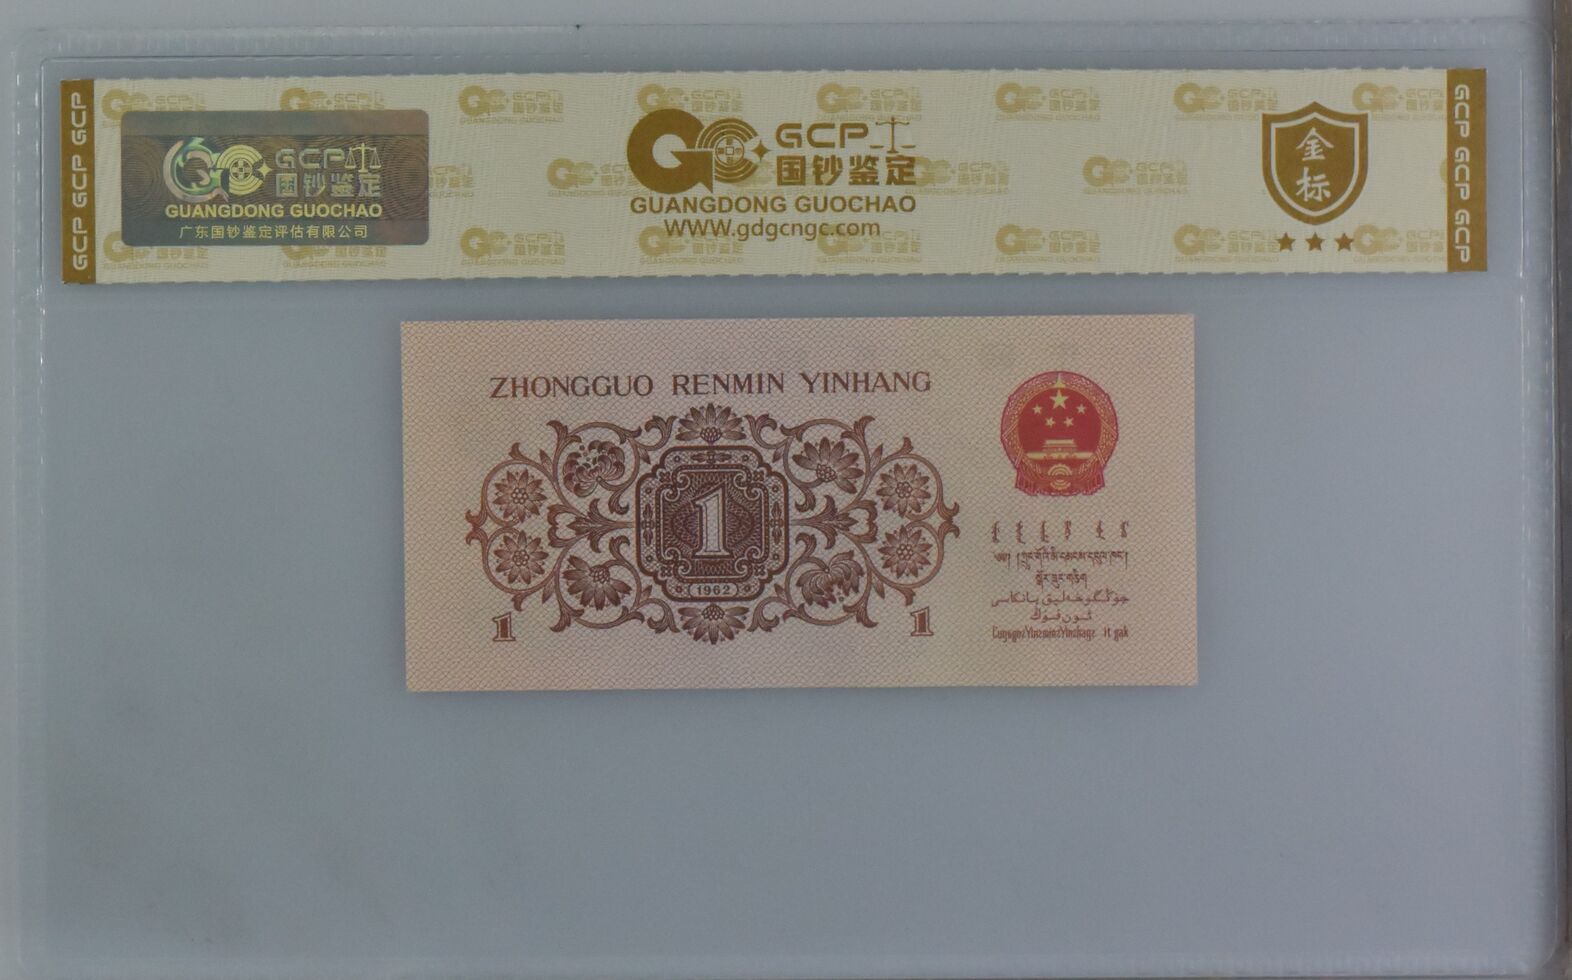 GCP GCP GCP
GCP
国钞鉴定
GUANGDONG GUOCHAO
广东国钞鉴定评估有限公司
GCP
国钞鉴定
GUANGDONG GUOCHAO
WWW.gdgcngc.com
金标
GCP GCP GCP
ZHONGGUO RENMIN YINHANG
1
(1962)
1
1
جۇڭگوخەلىق بانكاسى